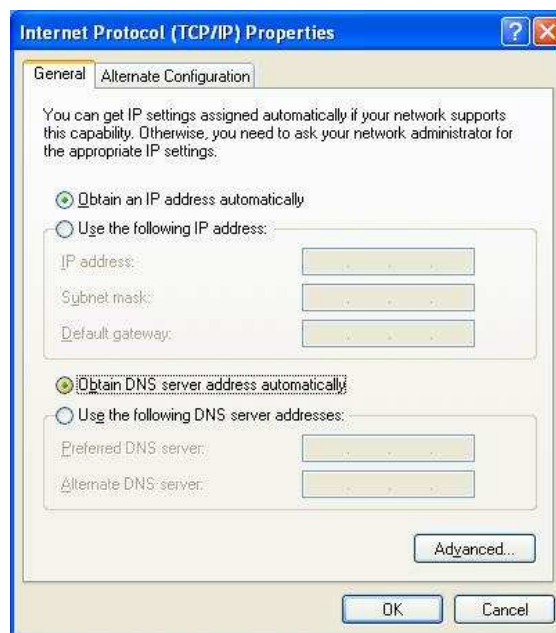 Internet Protocol (TCP/IP) Properties
General
Alternate Configuration
You can get IP settings assigned automatically if your network supports
this capability. Otherwise, you need to ask your network administrator for
the appropriate IP settings.
Obtain an IP address automatically
Use the following IP address:
IP address:
Subnet mask:
Default gateway:
Obtain DNS server address automatically
Use the following DNS server addresses:
Preferred DNS server:
Alternate DNS server:
Advanced...
OK
Cancel